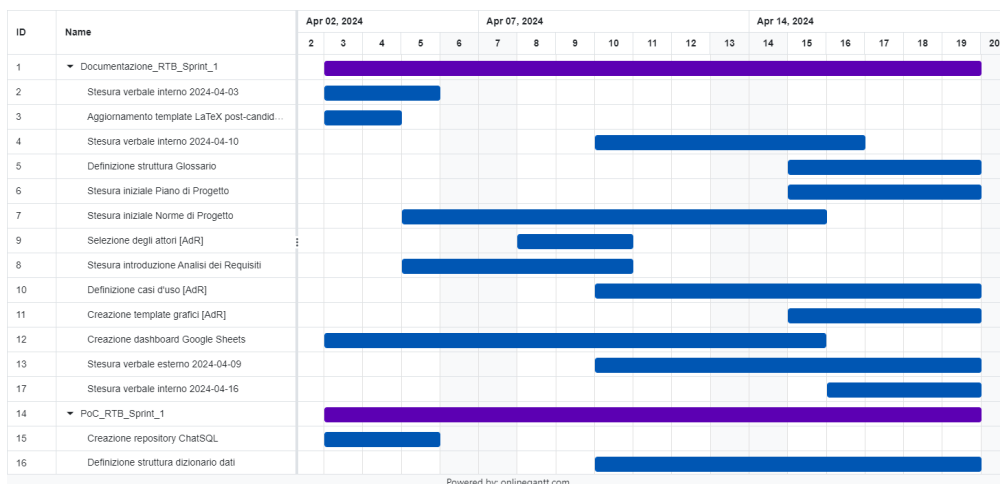 ID Name Apr 02, 2024 Apr 07, 2024 Apr 14, 2024
2 3 4 5 6 7 8 9 10 11 12 13 14 15 16 17 18 19 20
1 Documentazione_RTB_Sprint_1
2 Stesura verbale interno 2024-04-03
3 Aggiornamento template LaTeX post-candid...
4 Stesura verbale interno 2024-04-10
5 Definizione struttura Glossario
6 Stesura iniziale Piano di Progetto
7 Stesura iniziale Norme di Progetto
9 Selezione degli attori [AdR]
8 Stesura introduzione Analisi dei Requisiti
10 Definizione casi d'uso [AdR]
11 Creazione template grafici [AdR]
12 Creazione dashboard Google Sheets
13 Stesura verbale esterno 2024-04-09
17 Stesura verbale interno 2024-04-16
14 PoC_RTB_Sprint_1
15 Creazione repository ChatSQL
16 Definizione struttura dizionario dati
Powered by: onlinegantt.com